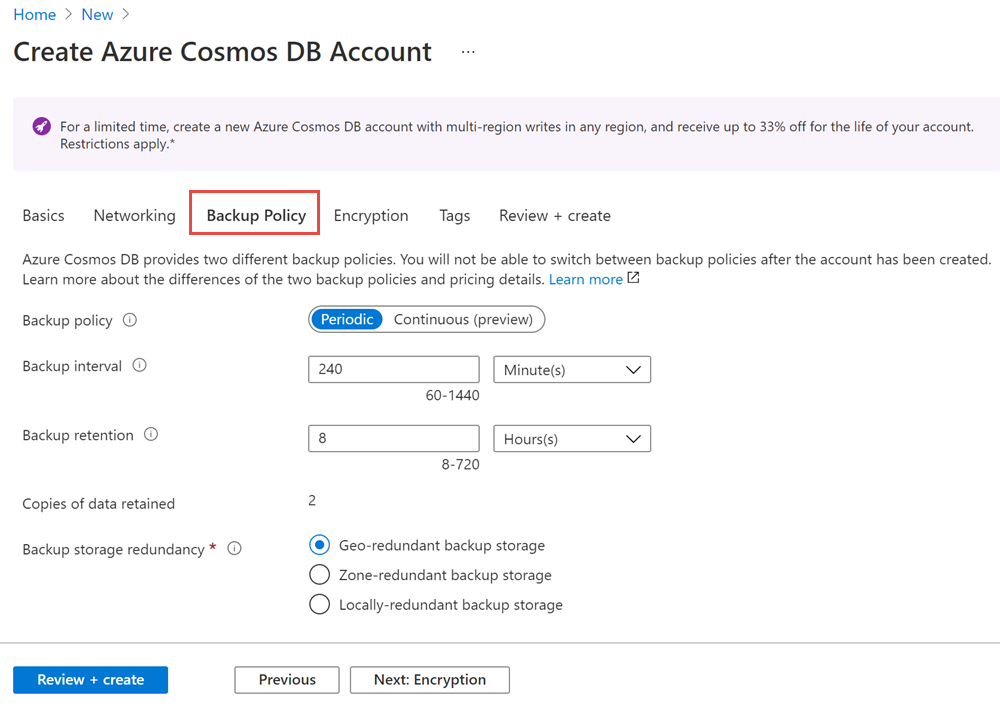 Home > New >
Create Azure Cosmos DB Account ...
For a limited time, create a new Azure Cosmos DB account with multi-region writes in any region, and receive up to 33% off for the life of your account.
Restrictions apply.*
Basics Networking Backup Policy Encryption Tags Review + create
Azure Cosmos DB provides two different backup policies. You will not be able to switch between backup policies after the account has been created.
Learn more about the differences of the two backup policies and pricing details. Learn more
Backup policy Periodic Continuous (preview)
Backup interval 240 Minute(s)
60-1440
Backup retention 8 Hours(s)
8-720
Copies of data retained 2
Backup storage redundancy * Geo-redundant backup storage
Zone-redundant backup storage
Locally-redundant backup storage
Review + create Previous Next: Encryption